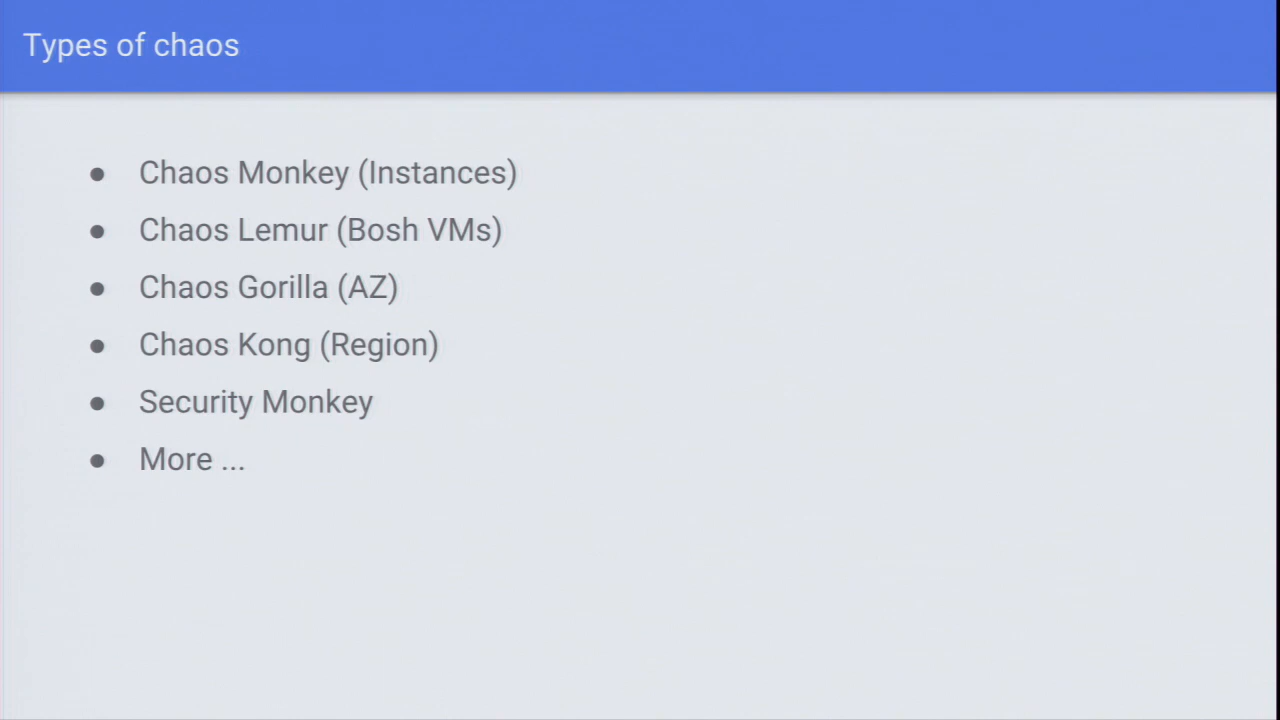 Types of chaos
● Chaos Monkey (Instances)
● Chaos Lemur (Bosh VMs)
● Chaos Gorilla (AZ)
● Chaos Kong (Region)
● Security Monkey
● More ...